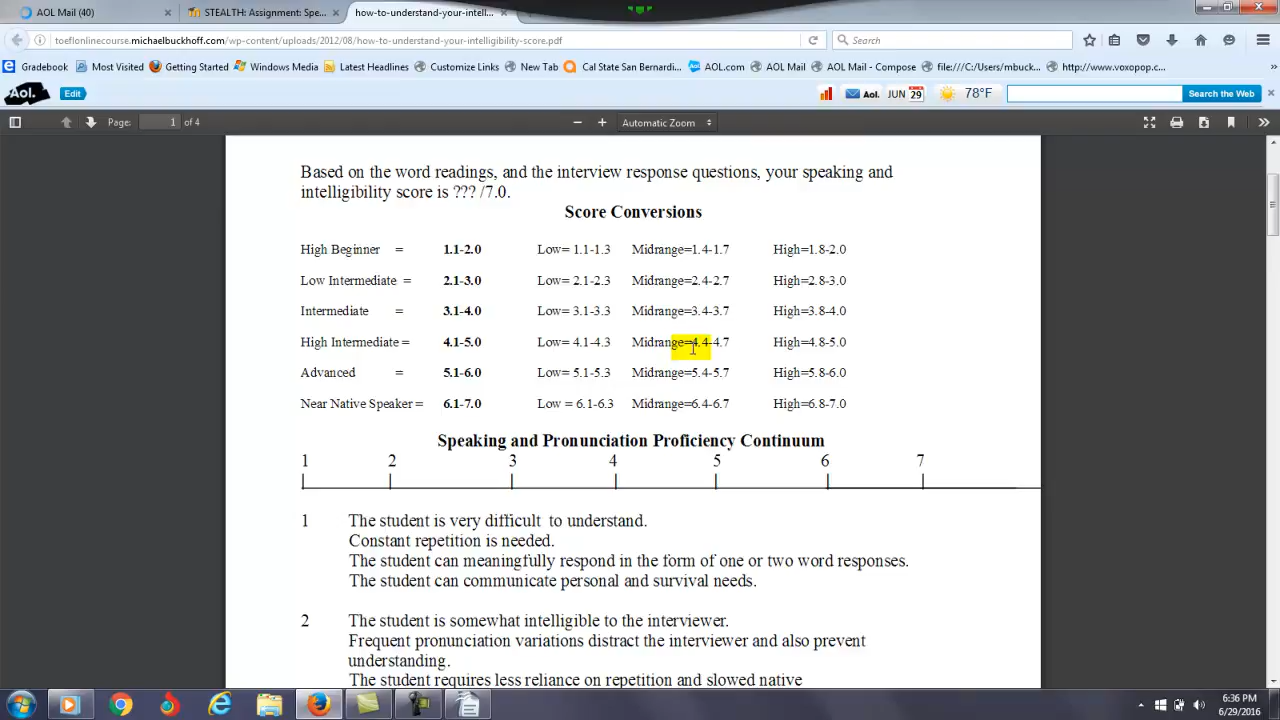 AOL Mail (40)
STEALTH: Assignment: Spe...
how-to-understand-your-intell...
toeflonlinecourse.michaelbuckhoff.com/wp-content/uploads/2012/08/how-to-understand-your-intelligibility-score.pdf
Search
Gradebook Most Visited Getting Started Windows Media Latest Headlines Customize Links New Tab Cal State San Bernardi... AOL.com AOL Mail AOL Mail - Compose file:///C:/Users/mbuck... http://www.voxopop.c...
Aol. Edit Aol. JUN 29 78°F Search the Web
Page: 1 of 4 Automatic Zoom
Based on the word readings, and the interview response questions, your speaking and
intelligibility score is ??? /7.0.
Score Conversions
High Beginner = 1.1-2.0 Low= 1.1-1.3 Midrange=1.4-1.7 High=1.8-2.0
Low Intermediate = 2.1-3.0 Low= 2.1-2.3 Midrange=2.4-2.7 High=2.8-3.0
Intermediate = 3.1-4.0 Low= 3.1-3.3 Midrange=3.4-3.7 High=3.8-4.0
High Intermediate = 4.1-5.0 Low= 4.1-4.3 Midrange=4.4-4.7 High=4.8-5.0
Advanced = 5.1-6.0 Low= 5.1-5.3 Midrange=5.4-5.7 High=5.8-6.0
Near Native Speaker = 6.1-7.0 Low = 6.1-6.3 Midrange=6.4-6.7 High=6.8-7.0
Speaking and Pronunciation Proficiency Continuum
1 2 3 4 5 6 7
1 The student is very difficult to understand.
Constant repetition is needed.
The student can meaningfully respond in the form of one or two word responses.
The student can communicate personal and survival needs.
2 The student is somewhat intelligible to the interviewer.
Frequent pronunciation variations distract the interviewer and also prevent
understanding.
The student requires less reliance on repetition and slowed native
6:36 PM
6/29/2016